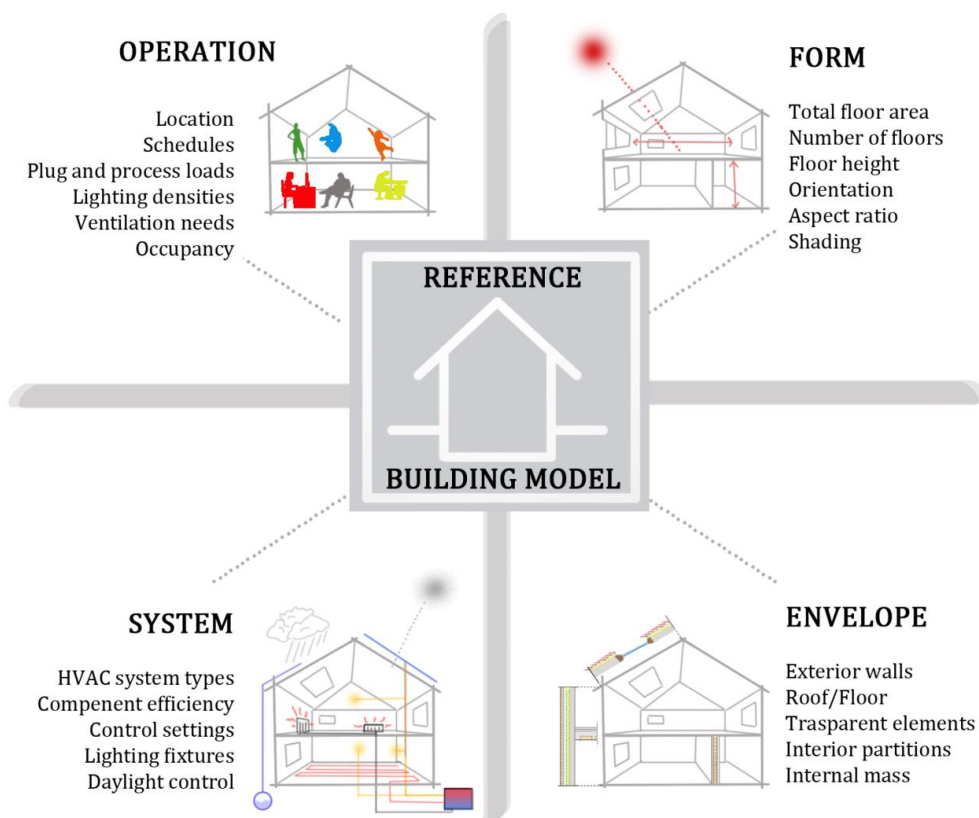 OPERATION
Location
Schedules
Plug and process loads
Lighting densities
Ventilation needs
Occupancy
FORM
Total floor area
Number of floors
Floor height
Orientation
Aspect ratio
Shading
REFERENCE
BUILDING MODEL
SYSTEM
HVAC system types
Compenent efficiency
Control settings
Lighting fixtures
Daylight control
ENVELOPE
Exterior walls
Roof/Floor
Trasparent elements
Interior partitions
Internal mass